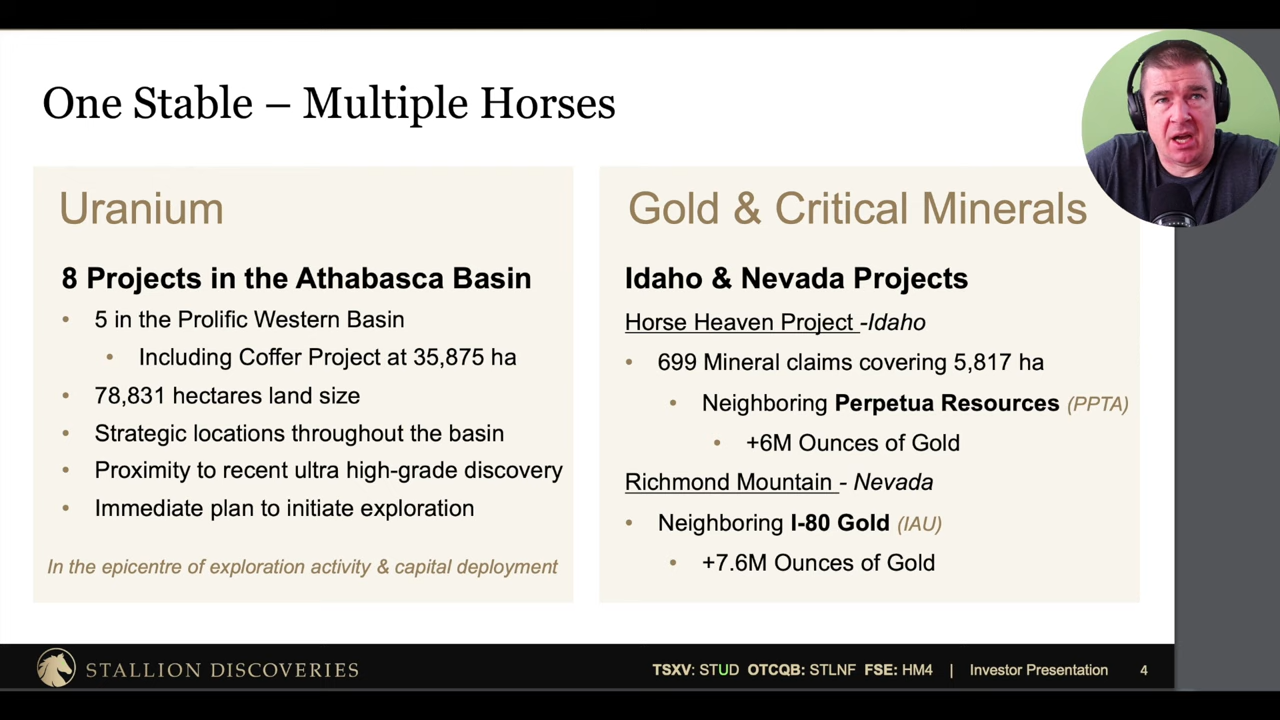 One Stable – Multiple Horses
Uranium
8 Projects in the Athabasca Basin
• 5 in the Prolific Western Basin
• Including Coffer Project at 35,875 ha
• 78,831 hectares land size
• Strategic locations throughout the basin
• Proximity to recent ultra high-grade discovery
• Immediate plan to initiate exploration
In the epicentre of exploration activity & capital deployment
Gold & Critical Minerals
Idaho & Nevada Projects
Horse Heaven Project -Idaho
• 699 Mineral claims covering 5,817 ha
• Neighboring Perpetua Resources (PPTA)
• +6M Ounces of Gold
Richmond Mountain - Nevada
• Neighboring I-80 Gold (IAU)
• +7.6M Ounces of Gold
STALLION DISCOVERIES
TSXV: STUD OTCQB: STLNF FSE: HM4 | Investor Presentation 4